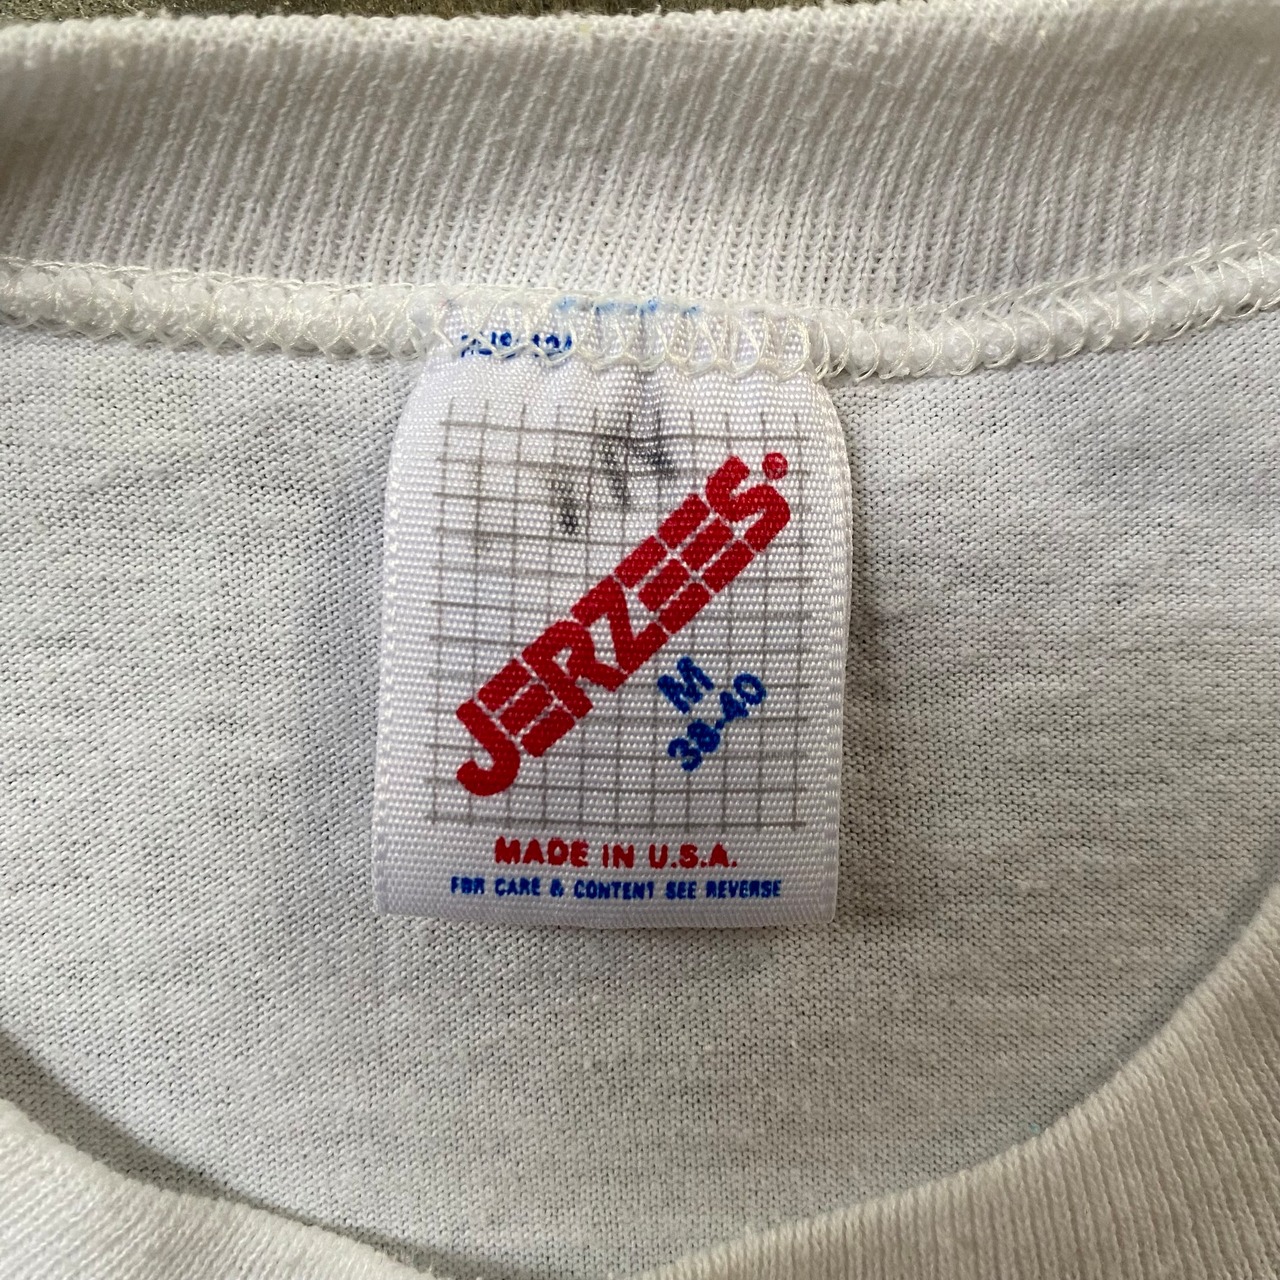 JERZEES®
M
38-40
MADE IN U.S.A.
FOR CARE & CONTENT SEE REVERSE